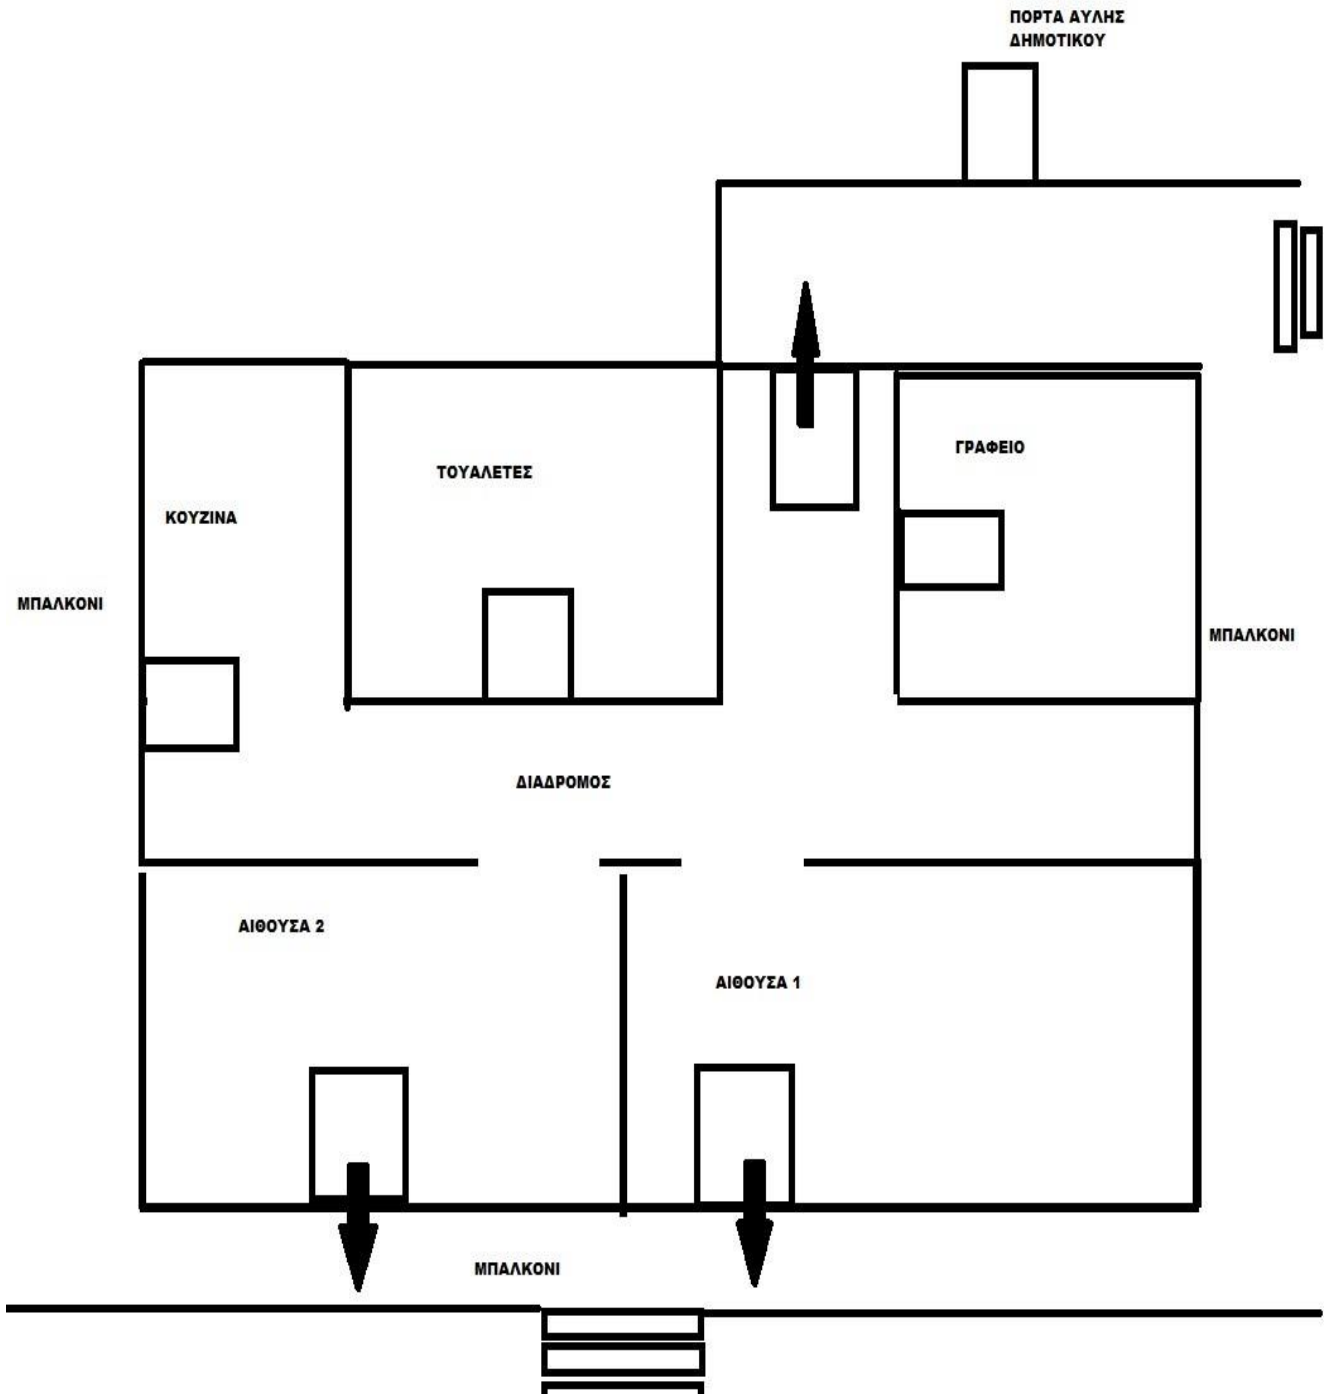 ΠΟΡΤΑ ΑΥΛΗΣ
ΔΗΜΟΤΙΚΟΥ
ΓΡΑΦΕΙΟ
ΤΟΥΑΛΕΤΕΣ
ΚΟΥΖΙΝΑ
ΜΠΑΛΚΟΝΙ
ΜΠΑΛΚΟΝΙ
ΔΙΑΔΡΟΜΟΣ
ΑΙΘΟΥΣΑ 2
ΑΙΘΟΥΣΑ 1
ΜΠΑΛΚΟΝΙ